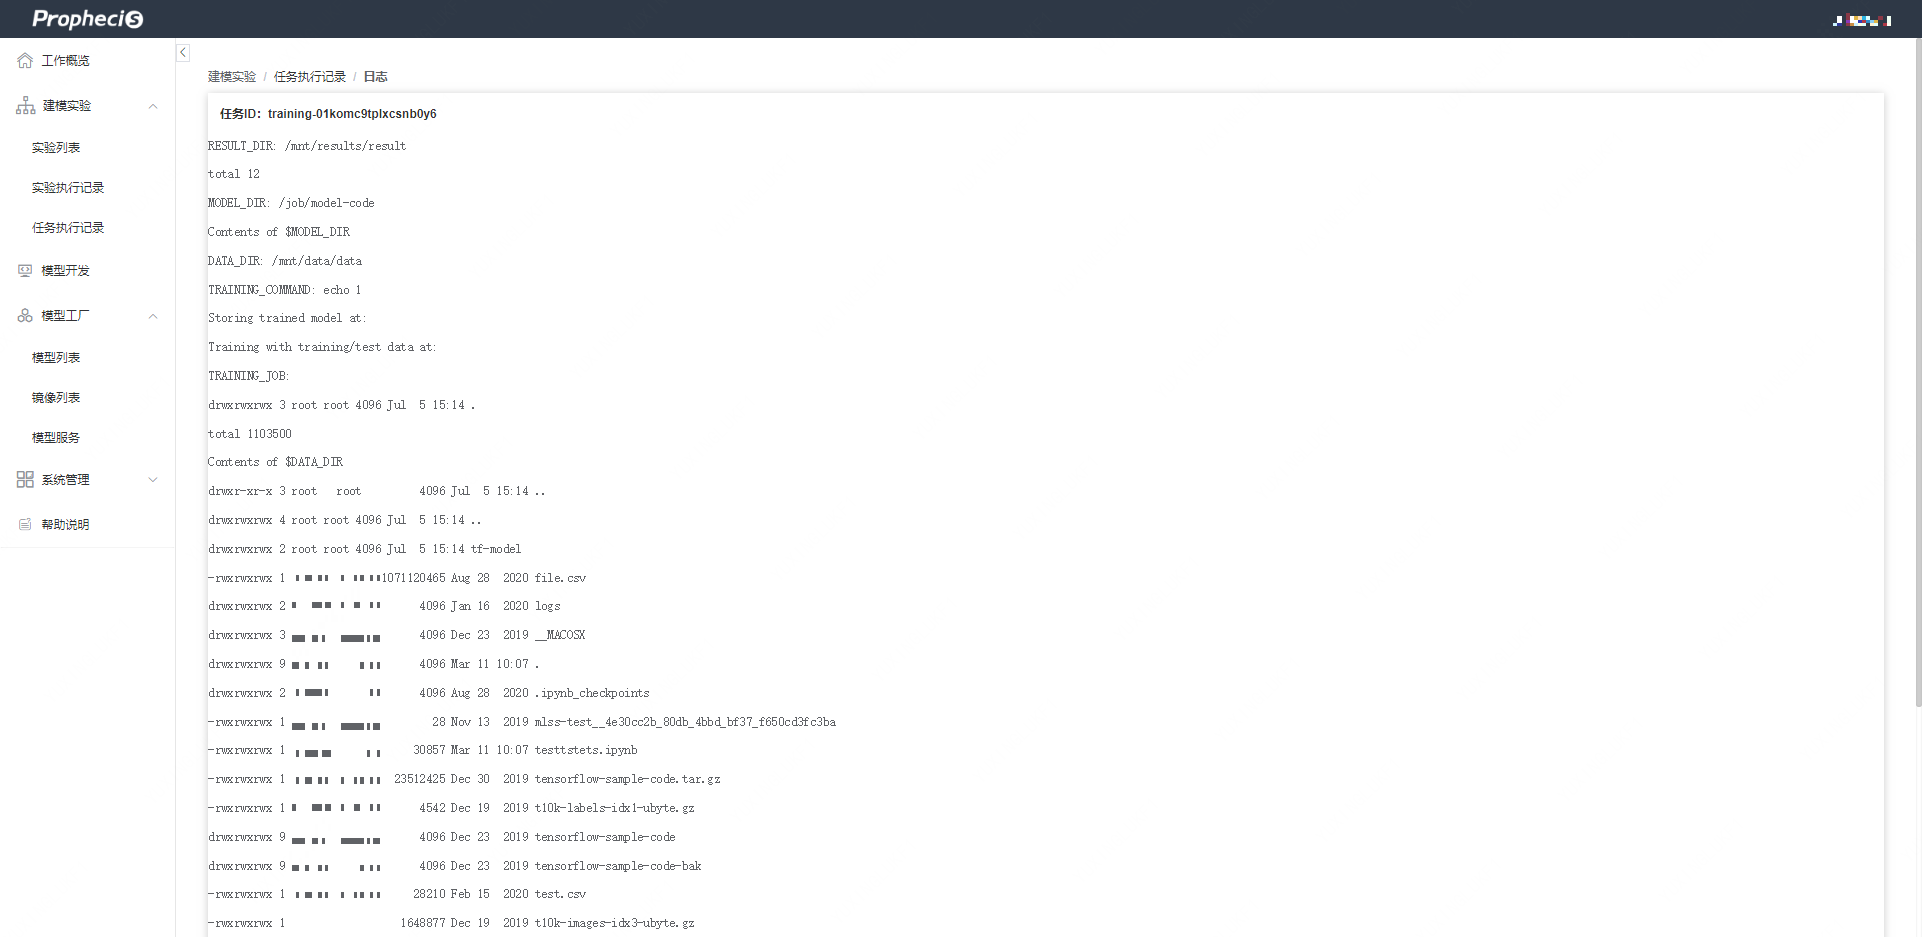 Prophecis
工作概览
建模实验
实验列表
实验执行记录
任务执行记录
模型开发
模型工厂
模型列表
镜像列表
模型服务
系统管理
帮助说明
建模实验 / 任务执行记录 / 日志
任务ID: training-01komc9tplxcsnb0y6
RESULT_DIR: /mnt/results/result
total 12
MODEL_DIR: /job/model-code
Contents of $MODEL_DIR
DATA_DIR: /mnt/data/data
TRAINING_COMMAND: echo 1
Storing trained model at:
Training with training/test data at:
TRAINING_JOB:
drwxrwxrwx 3 root root 4096 Jul  5 15:14 .
total 1103500
Contents of $DATA_DIR
drwxr-xr-x 3 root   root         4096 Jul  5 15:14 ..
drwxrwxrwx 4 root root 4096 Jul  5 15:14 ..
drwxrwxrwx 2 root root 4096 Jul  5 15:14 tf-model
-rwxrwxrwx 1 1071120465 Aug 28  2020 file.csv
drwxrwxrwx 2 4096 Jan 16  2020 logs
drwxrwxrwx 3 4096 Dec 23  2019 __MACOSX
drwxrwxrwx 9 4096 Mar 11 10:07 .
drwxrwxrwx 2 4096 Aug 28  2020 .ipynb_checkpoints
-rwxrwxrwx 1 28 Nov 13  2019 mlss-test__4e30cc2b_80db_4bbd_bf37_f650cd3fc3ba
-rwxrwxrwx 1 30857 Mar 11 10:07 testtstets.ipynb
-rwxrwxrwx 1 23512425 Dec 30  2019 tensorflow-sample-code.tar.gz
-rwxrwxrwx 1 4542 Dec 19  2019 t10k-labels-idx1-ubyte.gz
drwxrwxrwx 9 4096 Dec 23  2019 tensorflow-sample-code
drwxrwxrwx 9 4096 Dec 23  2019 tensorflow-sample-code-bak
-rwxrwxrwx 1 28210 Feb 15  2020 test.csv
-rwxrwxrwx 1 1648877 Dec 19  2019 t10k-images-idx3-ubyte.gz